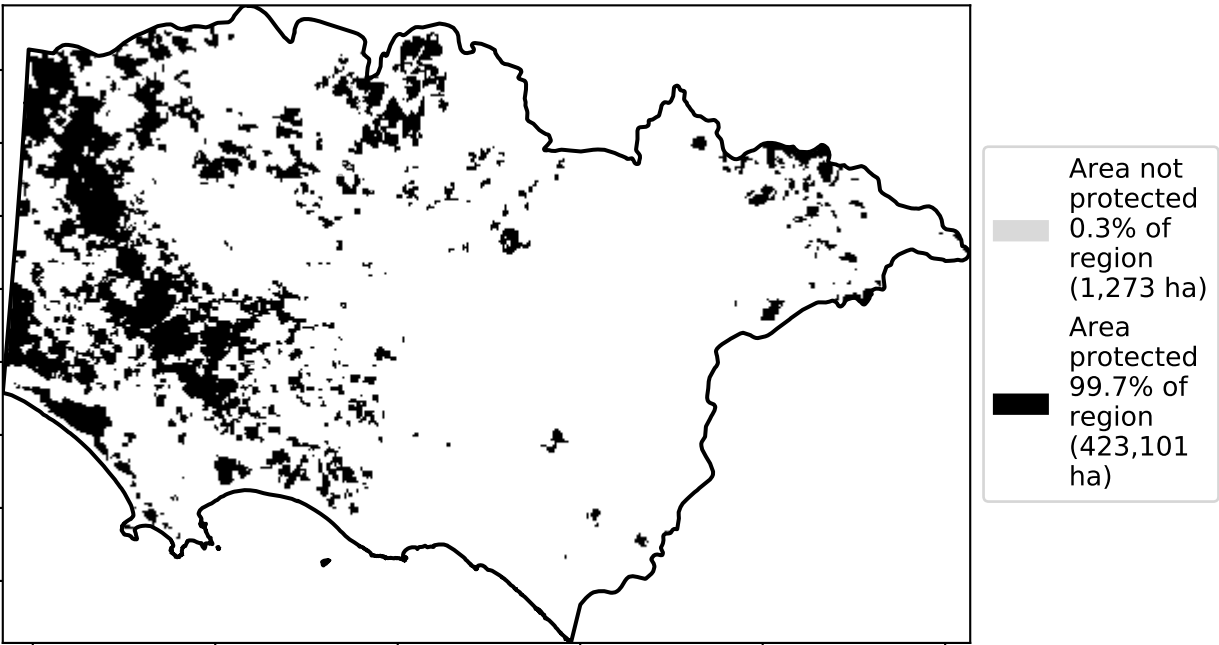 Area not
protected
0.3% of
region
(1,273 ha)
Area
protected
99.7% of
region
(423,101
ha)